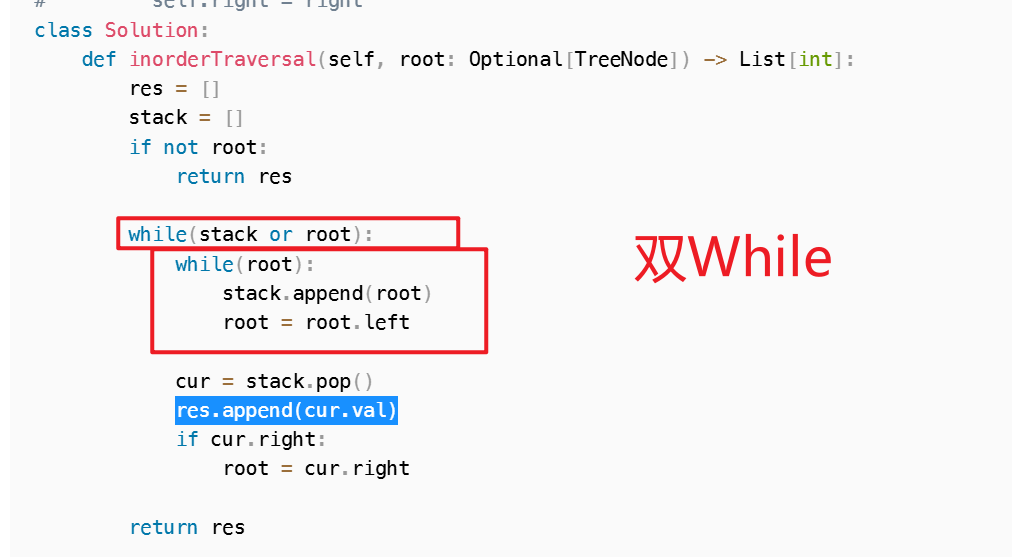 #         self.right = right
class Solution:
    def inorderTraversal(self, root: Optional[TreeNode]) -> List[int]:
        res = []
        stack = []
        if not root:
            return res
        while(stack or root):
            while(root):
                stack.append(root)
                root = root.left
双While
            cur = stack.pop()
            res.append(cur.val)
            if cur.right:
                root = cur.right
        return res